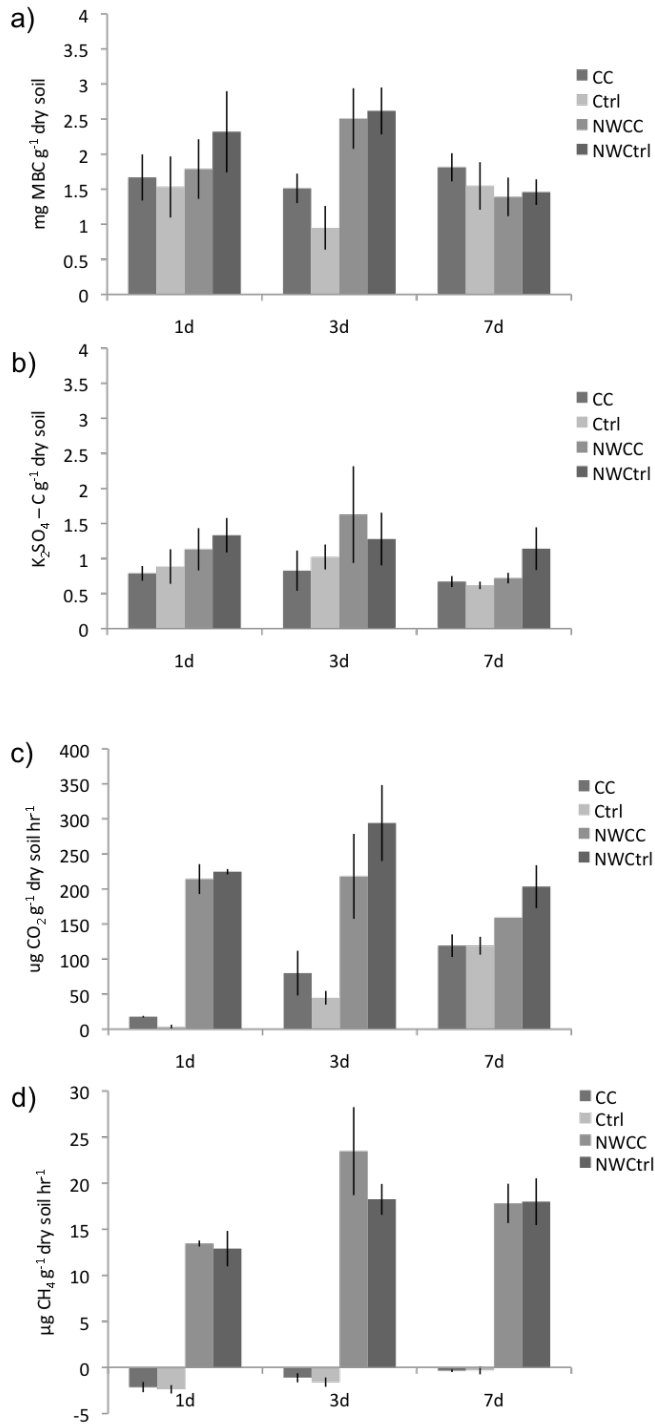 a)
mg MBC g⁻¹ dry soil
4
3.5
3
2.5
2
1.5
1
0.5
0
1d 3d 7d
CC
Ctrl
NWCC
NWCtrl
b)
K₂SO₄ – C g⁻¹ dry soil
4
3.5
3
2.5
2
1.5
1
0.5
0
1d 3d 7d
CC
Ctrl
NWCC
NWCtrl
c)
ug CO₂ g⁻¹ dry soil hr⁻¹
400
350
300
250
200
150
100
50
0
1d 3d 7d
CC
Ctrl
NWCC
NWCtrl
d)
µg CH₄ g⁻¹ dry soil hr⁻¹
30
25
20
15
10
5
0
-5
1d 3d 7d
CC
Ctrl
NWCC
NWCtrl